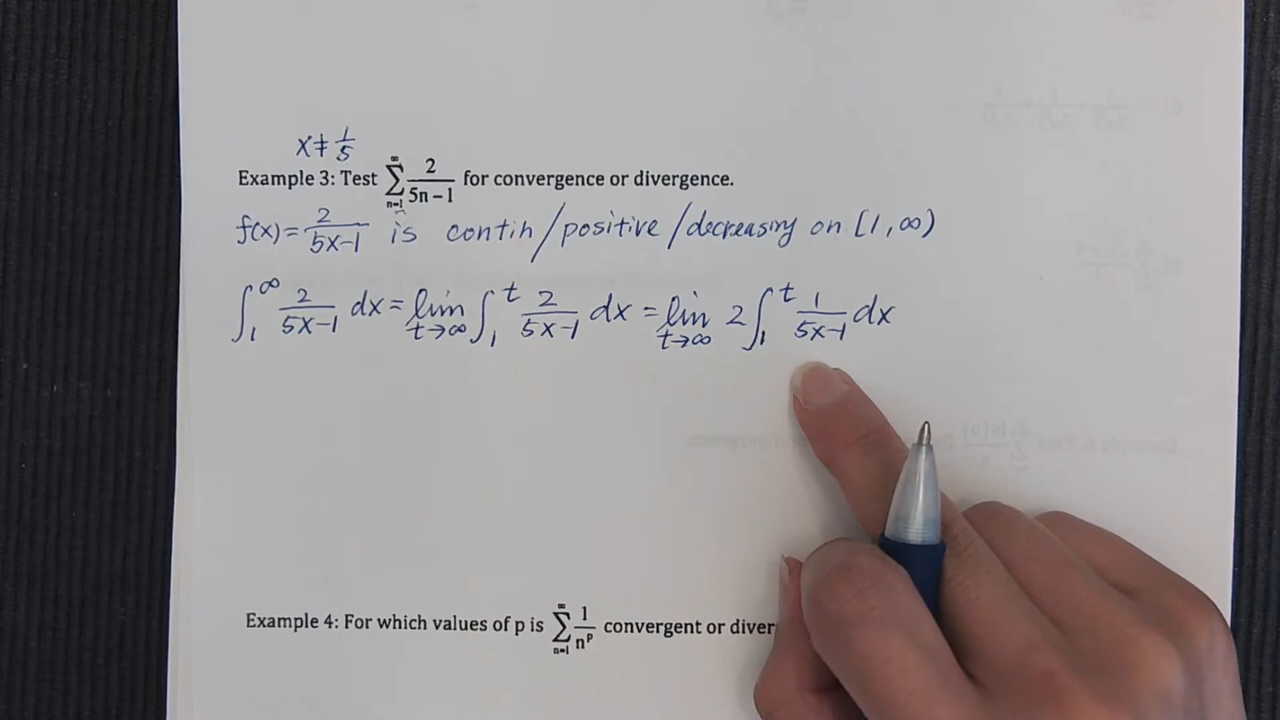 x≠1/5
Example 3: Test ∑_{n=1}^{∞} 2/(5n−1) for convergence or divergence.
f(x)= 2/(5x−1) is contin/positive/decreasing on [1,∞)
∫_1^∞ 2/(5x−1) dx = lim_{t→∞} ∫_1^t 2/(5x−1) dx = lim_{t→∞} 2∫_1^t 1/(5x−1) dx
Example 4: For which values of p is ∑_{n=1}^{∞} 1/n^p convergent or diver